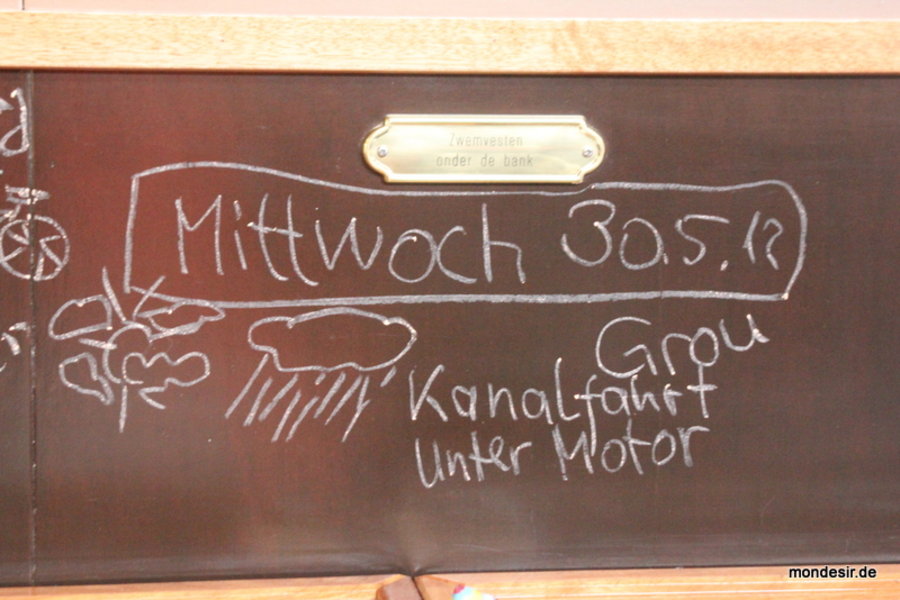 Zwemvesten
onder de bank
Mittwoch 30.5.12
Grou
Kanalfahrt
Unter Motor
mondesir.de